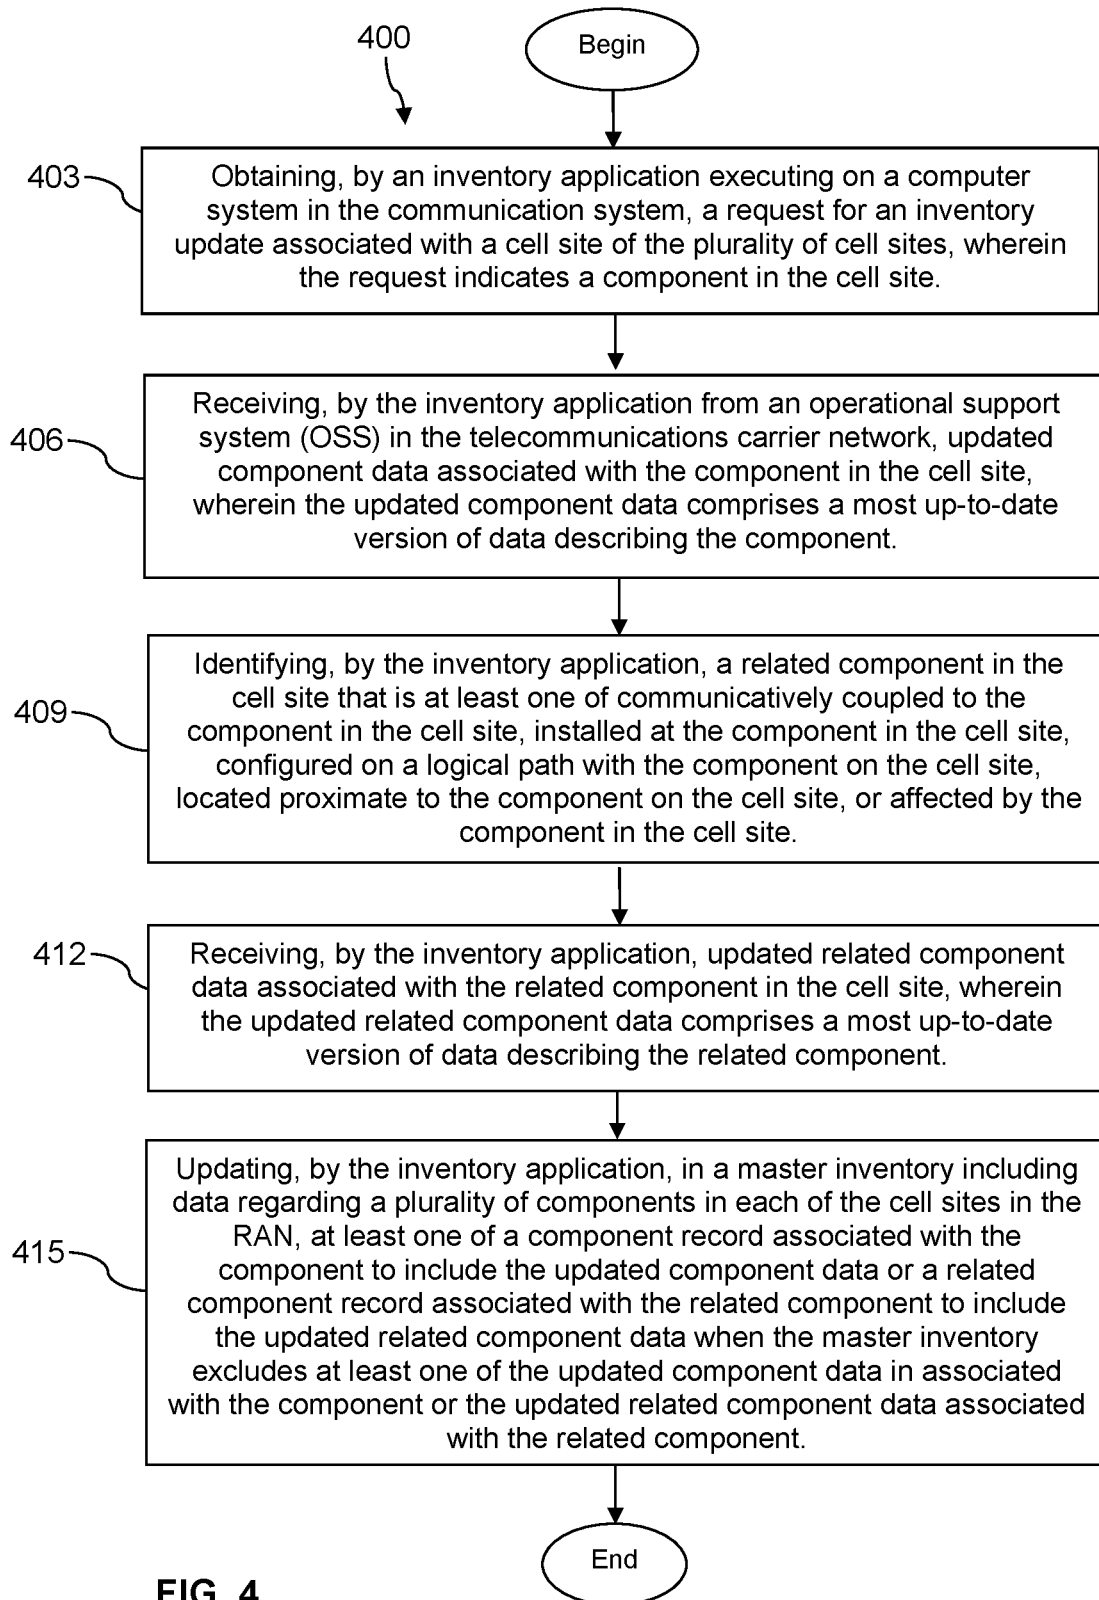 400
Begin
403
Obtaining, by an inventory application executing on a computer
system in the communication system, a request for an inventory
update associated with a cell site of the plurality of cell sites, wherein
the request indicates a component in the cell site.
406
Receiving, by the inventory application from an operational support
system (OSS) in the telecommunications carrier network, updated
component data associated with the component in the cell site,
wherein the updated component data comprises a most up-to-date
version of data describing the component.
409
Identifying, by the inventory application, a related component in the
cell site that is at least one of communicatively coupled to the
component in the cell site, installed at the component in the cell site,
configured on a logical path with the component on the cell site,
located proximate to the component on the cell site, or affected by the
component in the cell site.
412
Receiving, by the inventory application, updated related component
data associated with the related component in the cell site, wherein
the updated related component data comprises a most up-to-date
version of data describing the related component.
415
Updating, by the inventory application, in a master inventory including
data regarding a plurality of components in each of the cell sites in the
RAN, at least one of a component record associated with the
component to include the updated component data or a related
component record associated with the related component to include
the updated related component data when the master inventory
excludes at least one of the updated component data in associated
with the component or the updated related component data associated
with the related component.
End
FIG. 4